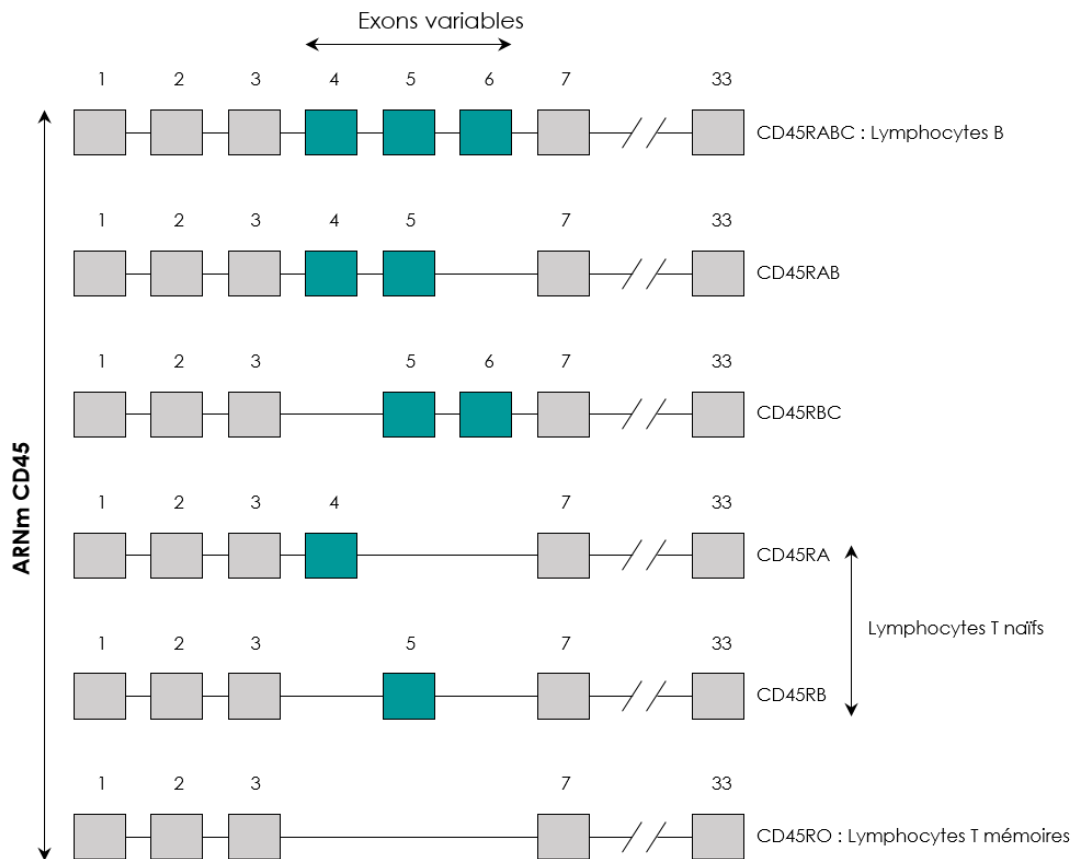 Exons variables
1 2 3 4 5 6 7 33
CD45RABC : Lymphocytes B
1 2 3 4 5 7 33
CD45RAB
1 2 3 5 6 7 33
CD45RBC
ARNm CD45
1 2 3 4 7 33
CD45RA
Lymphocytes T naïfs
1 2 3 5 7 33
CD45RB
1 2 3 7 33
CD45RO : Lymphocytes T mémoires